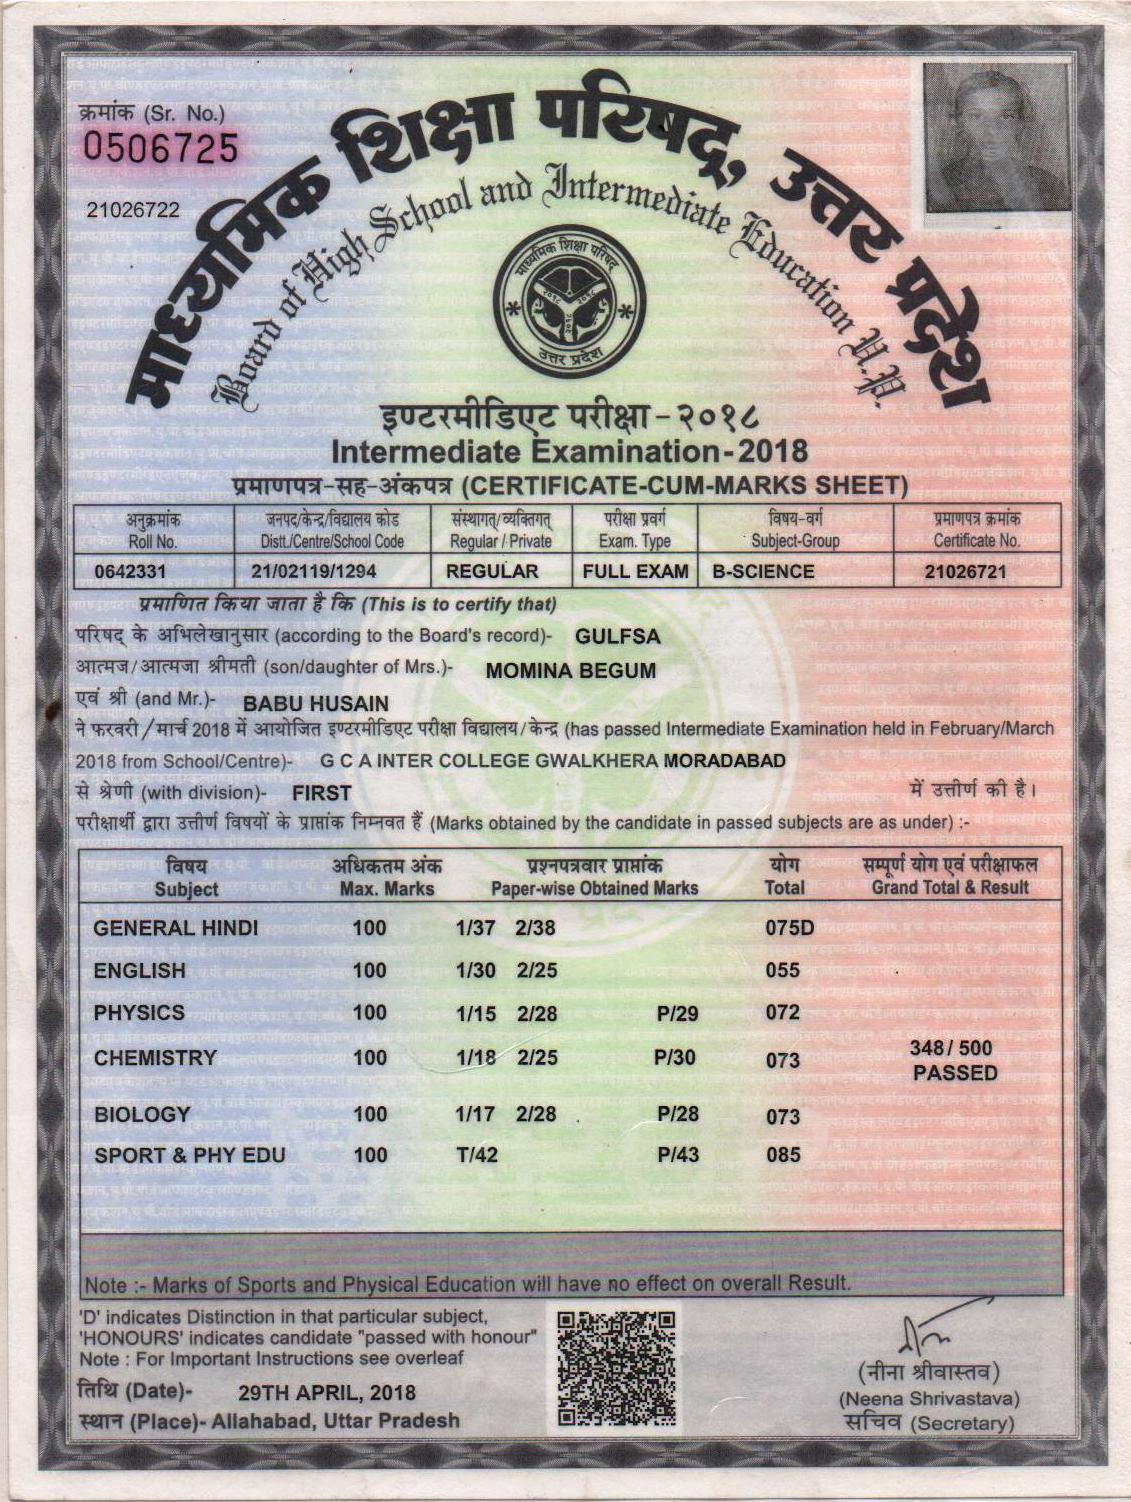 क्रमांक (Sr. No.)
0506725
21026722
माध्यमिक शिक्षा परिषद्, उत्तर प्रदेश
Board of High School and Intermediate Education U.P.
माध्यमिक शिक्षा परिषद्
उत्तर प्रदेश
इण्टरमीडिएट परीक्षा - २०१८
Intermediate Examination-2018
प्रमाणपत्र-सह-अंकपत्र (CERTIFICATE-CUM-MARKS SHEET)
अनुक्रमांक जनपद/केन्द्र/विद्यालय कोड संस्थागत्/व्यक्तिगत् परीक्षा प्रवर्ग विषय-वर्ग प्रमाणपत्र क्रमांक
Roll No. Distt./Centre/School Code Regular / Private Exam. Type Subject-Group Certificate No.
0642331 21/02119/1294 REGULAR FULL EXAM B-SCIENCE 21026721
प्रमाणित किया जाता है कि (This is to certify that)
परिषद् के अभिलेखानुसार (according to the Board's record)- GULFSA
आत्मज/आत्मजा श्रीमती (son/daughter of Mrs.)- MOMINA BEGUM
एवं श्री (and Mr.)- BABU HUSAIN
ने फरवरी/मार्च 2018 में आयोजित इण्टरमीडिएट परीक्षा विद्यालय/केन्द्र (has passed Intermediate Examination held in February/March
2018 from School/Centre)- G C A INTER COLLEGE GWALKHERA MORADABAD
से श्रेणी (with division)- FIRST में उत्तीर्ण की है।
परीक्षार्थी द्वारा उत्तीर्ण विषयों के प्राप्तांक निम्नवत हैं (Marks obtained by the candidate in passed subjects are as under) :-
विषय अधिकतम अंक प्रश्नपत्रवार प्राप्तांक योग सम्पूर्ण योग एवं परीक्षाफल
Subject Max. Marks Paper-wise Obtained Marks Total Grand Total & Result
GENERAL HINDI 100 1/37 2/38 075D
ENGLISH 100 1/30 2/25 055
PHYSICS 100 1/15 2/28 P/29 072
CHEMISTRY 100 1/18 2/25 P/30 073 348/ 500
PASSED
BIOLOGY 100 1/17 2/28 P/28 073
SPORT & PHY EDU 100 T/42 P/43 085
Note :- Marks of Sports and Physical Education will have no effect on overall Result.
'D' indicates Distinction in that particular subject,
'HONOURS' indicates candidate "passed with honour"
Note : For Important Instructions see overleaf
तिथि (Date)- 29TH APRIL, 2018
स्थान (Place)- Allahabad, Uttar Pradesh
(नीना श्रीवास्तव)
(Neena Shrivastava)
सचिव (Secretary)